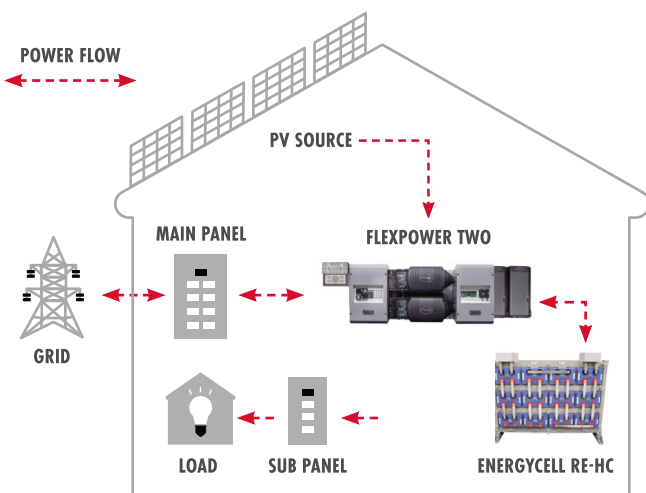 POWER FLOW
PV SOURCE
MAIN PANEL
FLEXPOWER TWO
GRID
LOAD
SUB PANEL
ENERGYCELL RE-HC